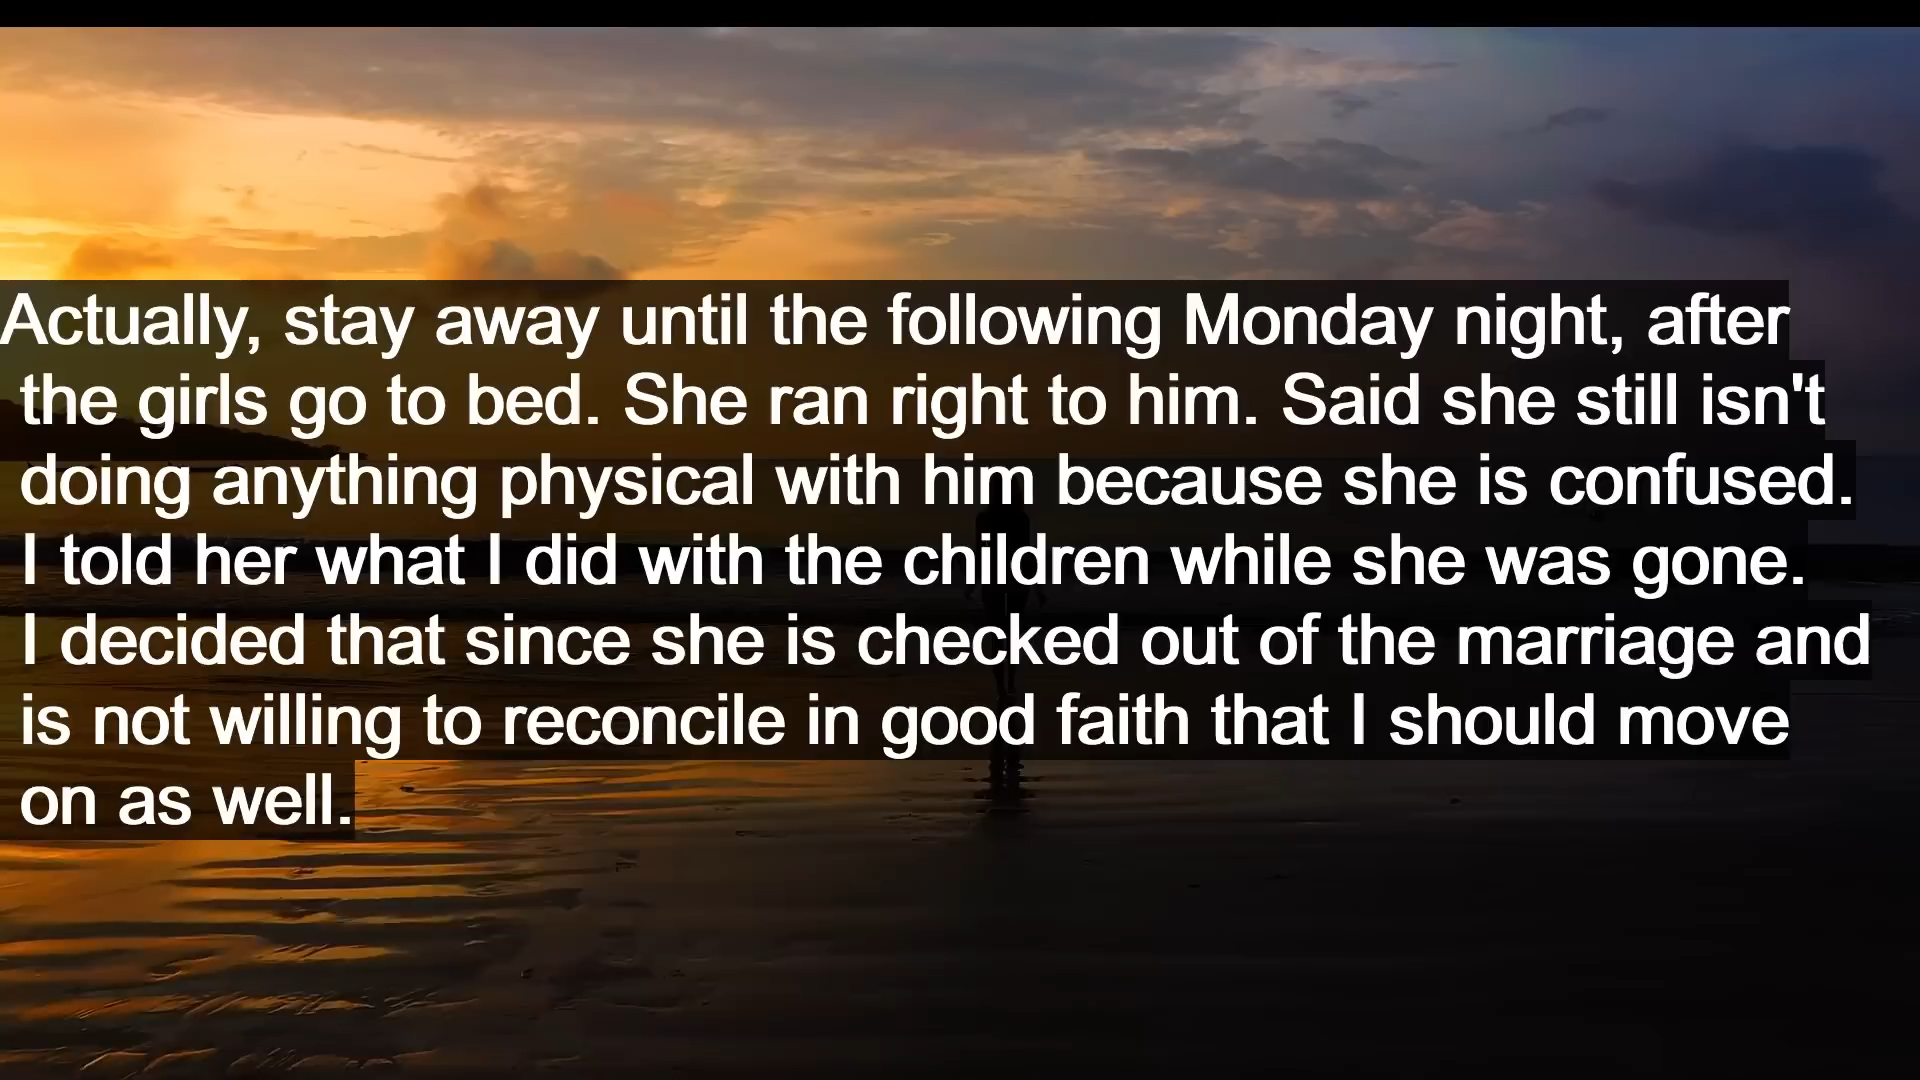 Actually, stay away until the following Monday night, after
the girls go to bed. She ran right to him. Said she still isn't
doing anything physical with him because she is confused.
I told her what I did with the children while she was gone.
I decided that since she is checked out of the marriage and
is not willing to reconcile in good faith that I should move
on as well.